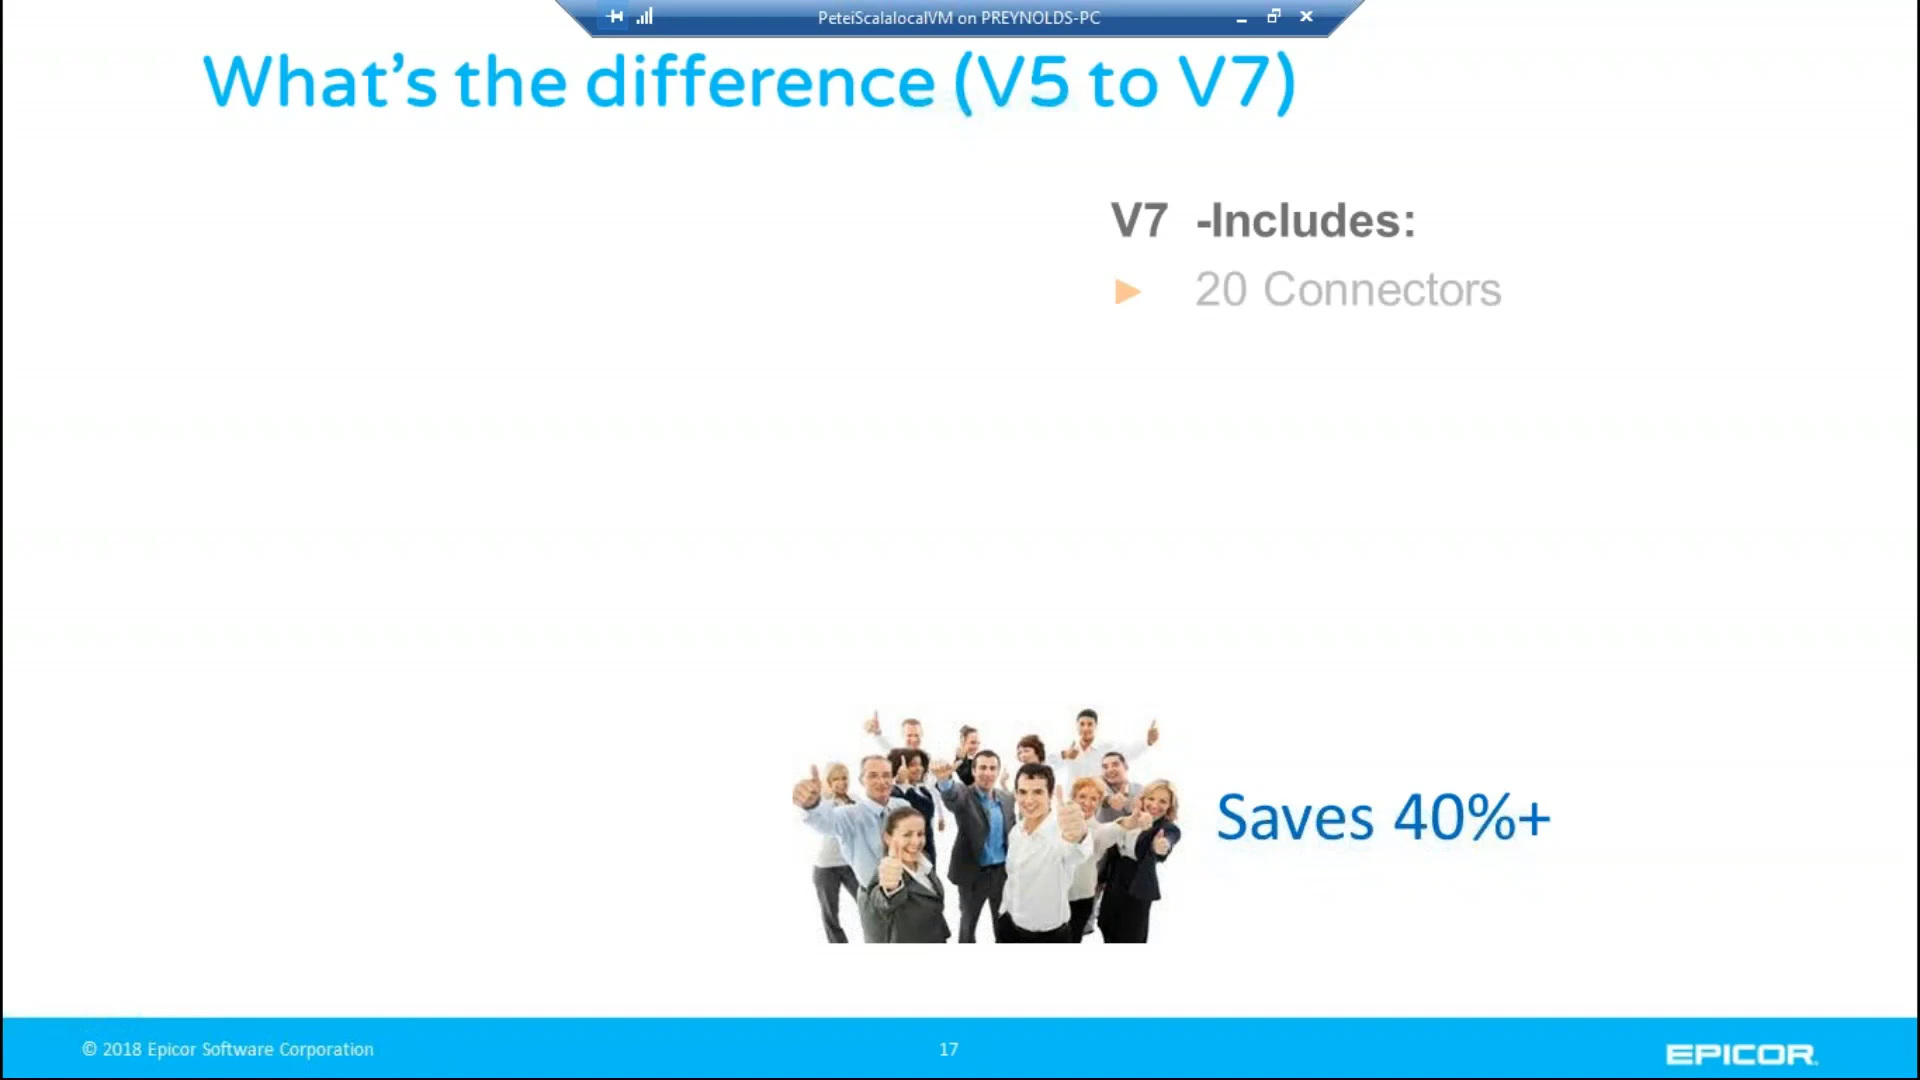 PeteiScalalocalVM on PREYNOLDS-PC
What's the difference (V5 to V7)
V7 -Includes:
► 20 Connectors
Saves 40%+
© 2018 Epicor Software Corporation
17
EPICOR